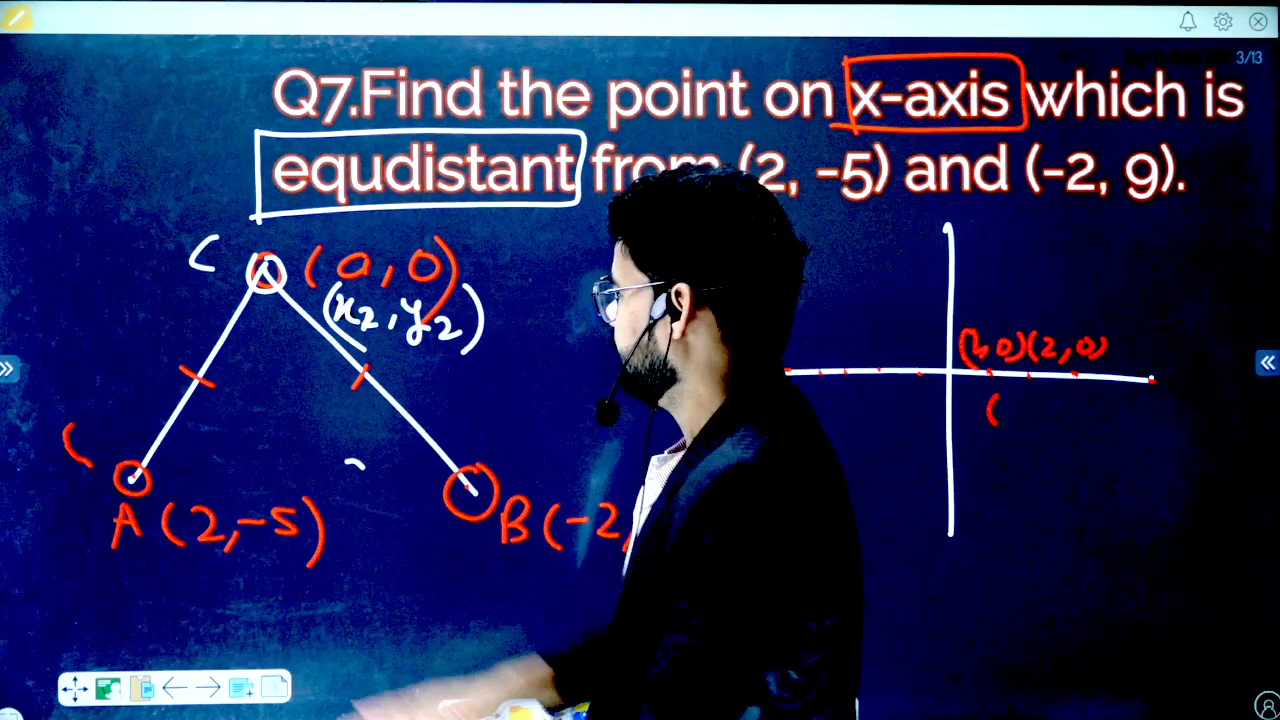 3/13
Q7.Find the point on x-axis which is
equdistant from (2, -5) and (-2, 9).
C (a, 0)
(x2, y2)
(2, 0)
A (2, -5)
B (-2,